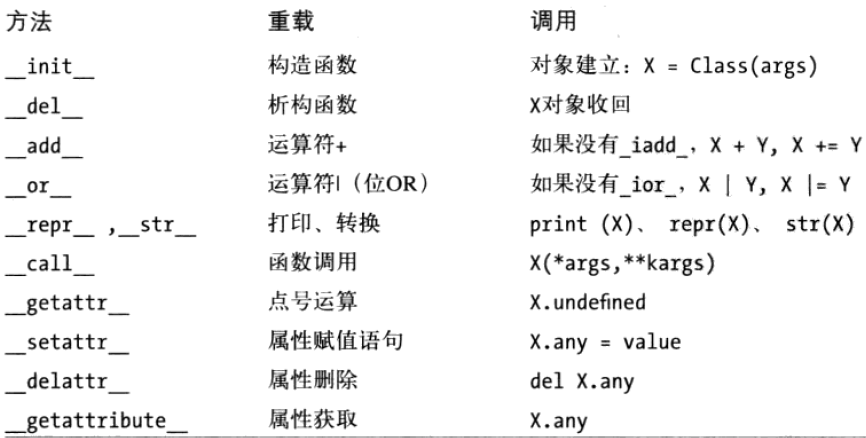 方法 重载 调用
__init__ 构造函数 对象建立：X = Class(args)
__del__ 析构函数 X对象收回
__add__ 运算符+ 如果没有_iadd_，X + Y, X += Y
__or__ 运算符|（位OR） 如果没有_ior_，X | Y, X |= Y
__repr__ ,__str__ 打印、转换 print (X)、 repr(X)、 str(X)
__call__ 函数调用 X(*args,**kargs)
__getattr__ 点号运算 X.undefined
__setattr__ 属性赋值语句 X.any = value
__delattr__ 属性删除 del X.any
__getattribute__ 属性获取 X.any